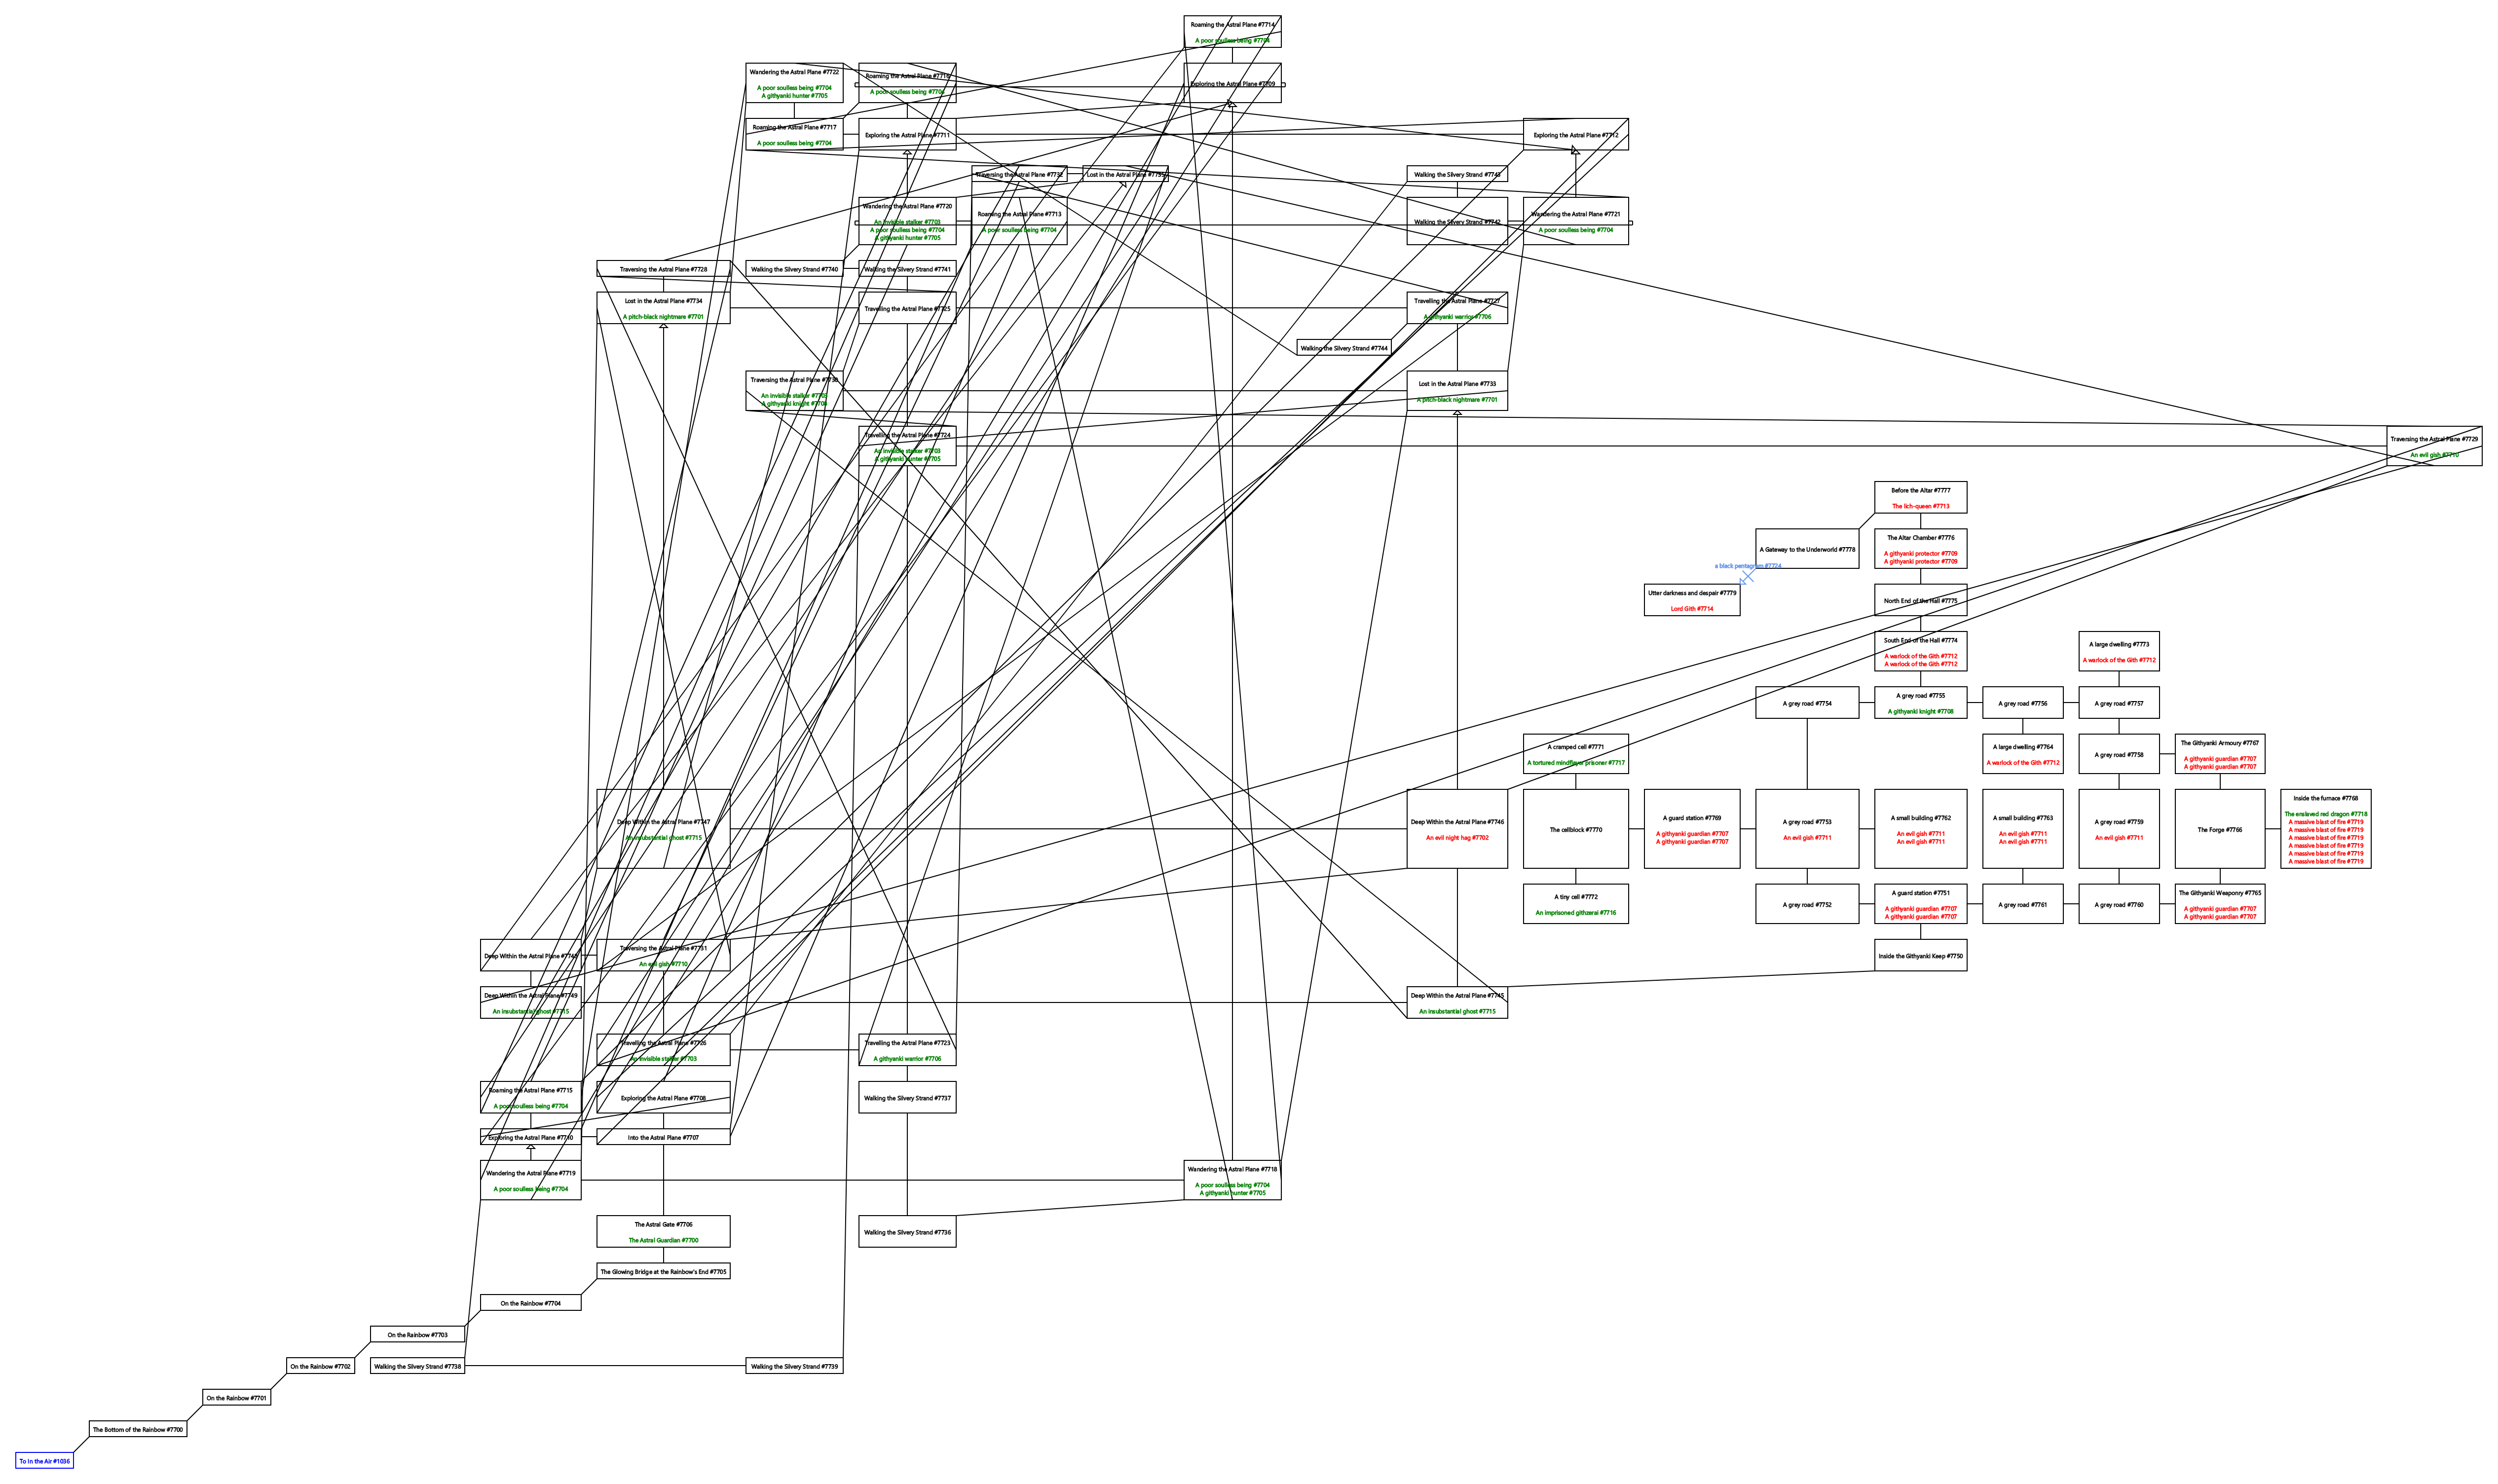 Roaming the Astral Plane #7714
A poor soulless being #7704
Wandering the Astral Plane #7722
A poor soulless being #7704
A githyanki hunter #7705
Roaming the Astral Plane #7716
A poor soulless being #7704
Exploring the Astral Plane #7709
Roaming the Astral Plane #7717
A poor soulless being #7704
Exploring the Astral Plane #7711
Exploring the Astral Plane #7712
Traversing the Astral Plane #7732
Lost in the Astral Plane #7735
Walking the Silvery Strand #7743
Wandering the Astral Plane #7720
An invisible stalker #7703
A poor soulless being #7704
A githyanki hunter #7705
Roaming the Astral Plane #7713
A poor soulless being #7704
Walking the Silvery Strand #7742
Wandering the Astral Plane #7721
A poor soulless being #7704
Traversing the Astral Plane #7728
Walking the Silvery Strand #7740
Walking the Silvery Strand #7741
Lost in the Astral Plane #7734
A pitch-black nightmare #7701
Travelling the Astral Plane #7725
Travelling the Astral Plane #7727
A githyanki warrior #7706
Walking the Silvery Strand #7744
Traversing the Astral Plane #7730
An invisible stalker #7703
A githyanki knight #7708
Lost in the Astral Plane #7733
A pitch-black nightmare #7701
Travelling the Astral Plane #7724
An invisible stalker #7703
A githyanki hunter #7705
Traversing the Astral Plane #7729
An evil gish #7710
Before the Altar #7777
The lich-queen #7713
A Gateway to the Underworld #7778
The Altar Chamber #7776
A githyanki protector #7709
A githyanki protector #7709
a black pentagram #7724
Utter darkness and despair #7779
Lord Gith #7714
North End of the Hall #7775
South End of the Hall #7774
A warlock of the Gith #7712
A warlock of the Gith #7712
A large dwelling #7773
A warlock of the Gith #7712
A grey road #7754
A grey road #7755
A githyanki knight #7708
A grey road #7756
A grey road #7757
A cramped cell #7771
A tortured mindflayer prisoner #7717
A large dwelling #7764
A warlock of the Gith #7712
A grey road #7758
The Githyanki Armoury #7767
A githyanki guardian #7707
A githyanki guardian #7707
Deep Within the Astral Plane #7747
An insubstantial ghost #7715
Deep Within the Astral Plane #7746
An evil night hag #7702
The cellblock #7770
A guard station #7769
A githyanki guardian #7707
A githyanki guardian #7707
A grey road #7753
An evil gish #7711
A small building #7762
An evil gish #7711
An evil gish #7711
A small building #7763
An evil gish #7711
An evil gish #7711
A grey road #7759
An evil gish #7711
The Forge #7766
Inside the furnace #7768
The enslaved red dragon #7718
A massive blast of fire #7719
A massive blast of fire #7719
A massive blast of fire #7719
A massive blast of fire #7719
A massive blast of fire #7719
A massive blast of fire #7719
A tiny cell #7772
An imprisoned githzerai #7716
A grey road #7752
A guard station #7751
A githyanki guardian #7707
A githyanki guardian #7707
A grey road #7761
A grey road #7760
The Githyanki Weaponry #7765
A githyanki guardian #7707
A githyanki guardian #7707
Deep Within the Astral Plane #7748
Traversing the Astral Plane #7731
An evil gish #7710
Inside the Githyanki Keep #7750
Deep Within the Astral Plane #7749
An insubstantial ghost #7715
Deep Within the Astral Plane #7745
An insubstantial ghost #7715
Travelling the Astral Plane #7726
An invisible stalker #7703
Travelling the Astral Plane #7723
A githyanki warrior #7706
Roaming the Astral Plane #7715
A poor soulless being #7704
Exploring the Astral Plane #7708
Walking the Silvery Strand #7737
Exploring the Astral Plane #7710
Into the Astral Plane #7707
Wandering the Astral Plane #7719
A poor soulless being #7704
Wandering the Astral Plane #7718
A poor soulless being #7704
A githyanki hunter #7705
The Astral Gate #7706
The Astral Guardian #7700
Walking the Silvery Strand #7736
The Glowing Bridge at the Rainbow's End #7705
On the Rainbow #7704
On the Rainbow #7703
On the Rainbow #7702
Walking the Silvery Strand #7738
Walking the Silvery Strand #7739
On the Rainbow #7701
The Bottom of the Rainbow #7700
To In the Air #1036